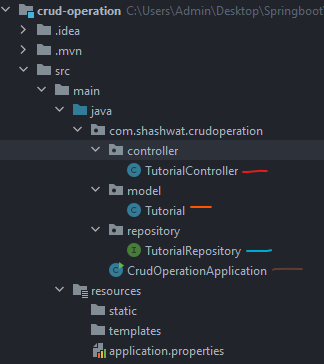 crud-operation C:\Users\Admin\Desktop\Springboot
.idea
.mvn
src
main
java
com.shashwat.crudoperation
controller
TutorialController
model
Tutorial
repository
TutorialRepository
CrudOperationApplication
resources
static
templates
application.properties